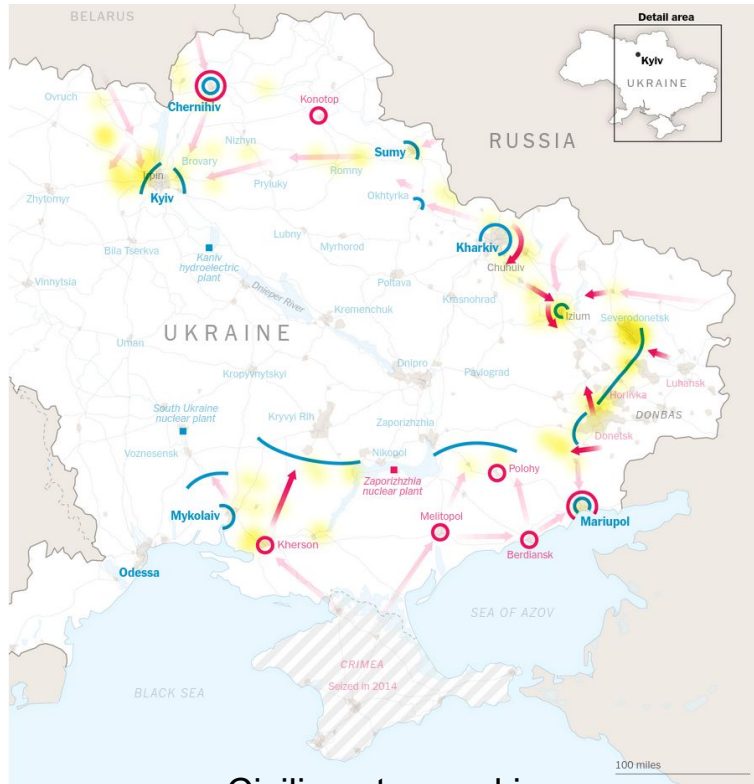 BELARUS
Detail area
Kyiv
UKRAINE
Ovruch
Chernihiv
Konotop
RUSSIA
Nizhyn
Sumy
Brovary
Irpin
Romny
Zhytomyr
Pryluky
Okhtyrka
Kyiv
Lubny
Kharkiv
Bila Tserkva
Kaniv
hydroelectric
plant
Myrhorod
Chuhuiv
Vinnytsia
Poltava
Dnieper River
Krasnohrad
Izium
Severodonetsk
Kremenchuk
UKRAINE
Uman
Dnipro
Kropyvnytskyi
Pavlograd
Luhansk
Horlivka
South Ukraine
nuclear plant
Kryvyi Rih
Zaporizhzhia
DONBAS
Donetsk
Voznesensk
Nikopol
Polohy
Zaporizhzhia
nuclear plant
Mykolaiv
Melitopol
Mariupol
Kherson
Berdiansk
Odessa
SEA OF AZOV
CRIMEA
Seized in 2014
BLACK SEA
100 miles